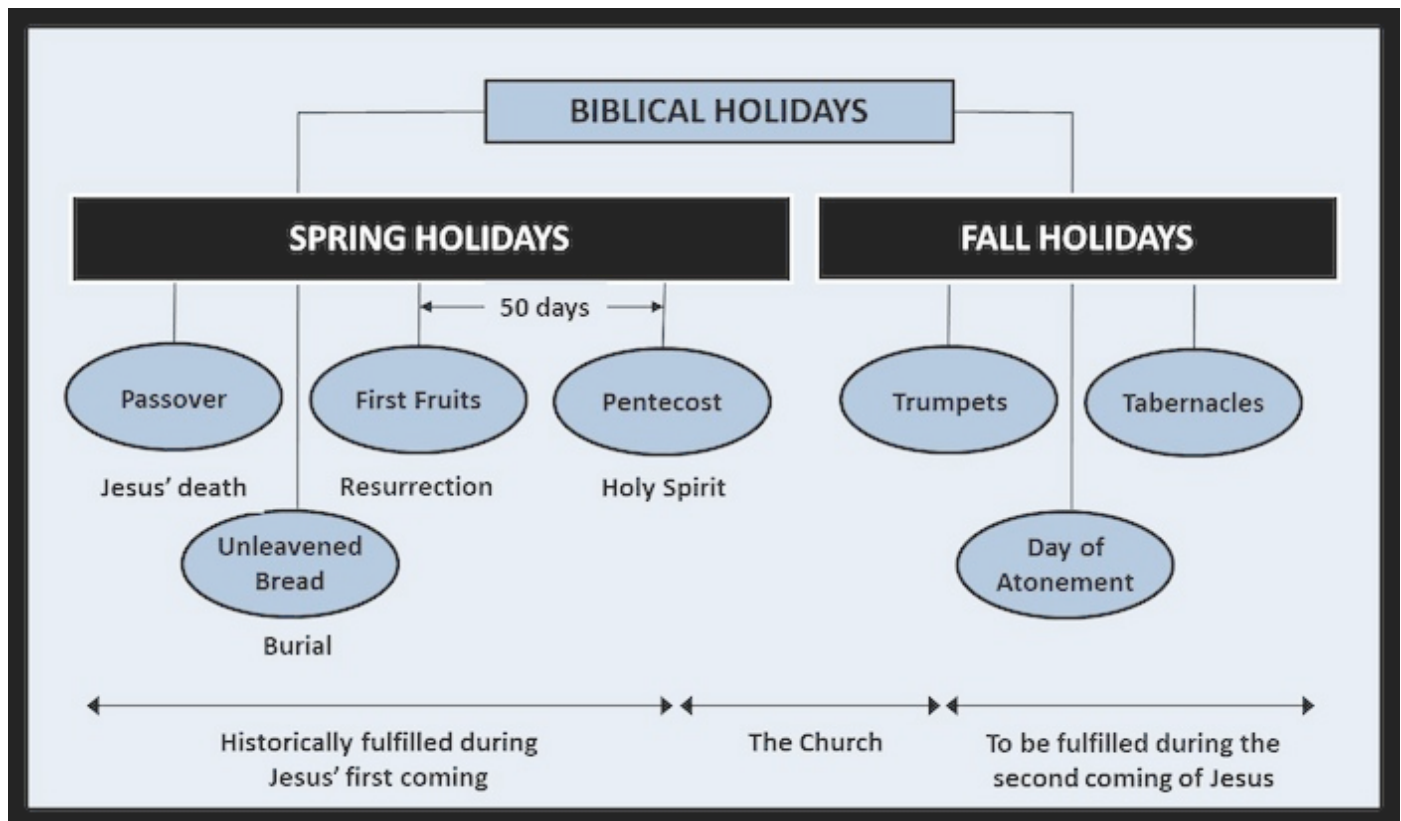 BIBLICAL HOLIDAYS
SPRING HOLIDAYS
FALL HOLIDAYS
50 days
Passover
First Fruits
Pentecost
Trumpets
Tabernacles
Jesus’ death
Resurrection
Holy Spirit
Unleavened
Bread
Day of
Atonement
Burial
Historically fulfilled during
Jesus’ first coming
The Church
To be fulfilled during the
second coming of Jesus